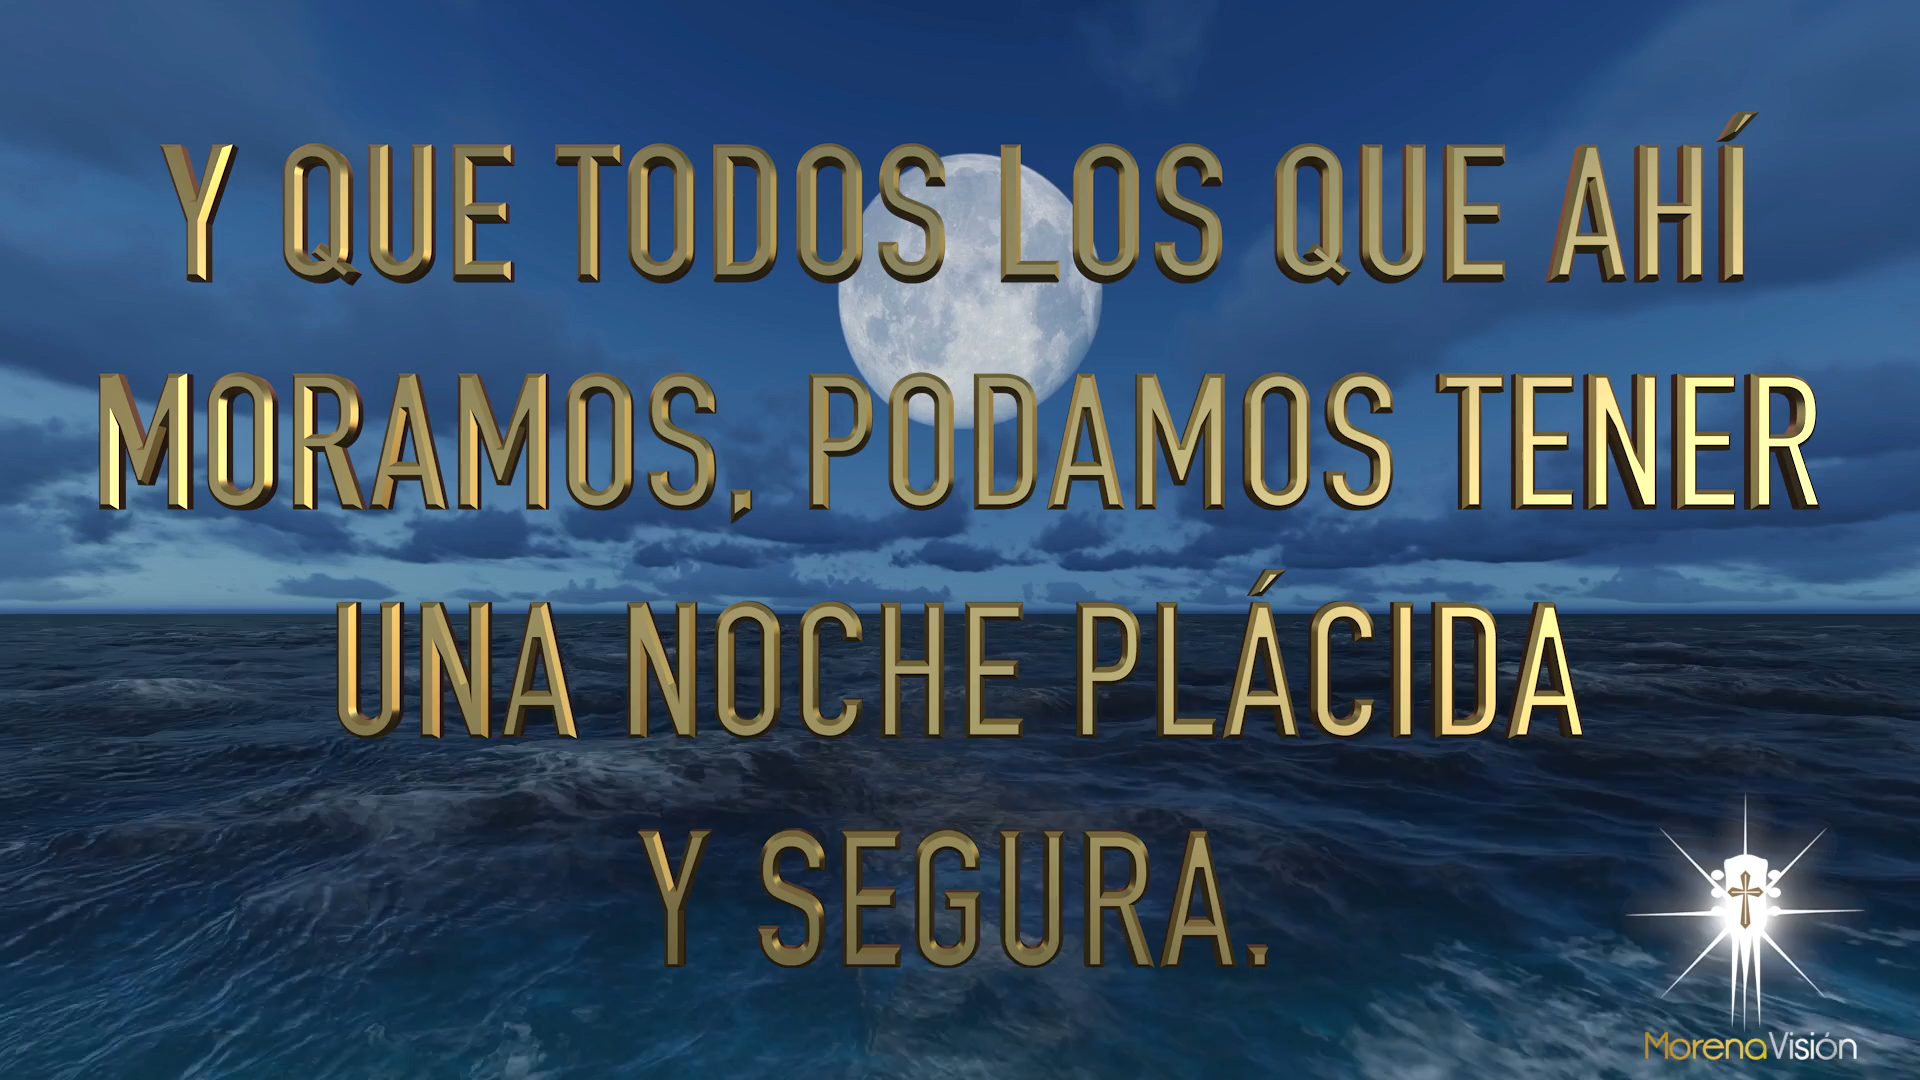 Y QUE TODOS LOS QUE AHÍ
MORAMOS, PODAMOS TENER
UNA NOCHE PLÁCIDA
Y SEGURA.
MorenaVisión